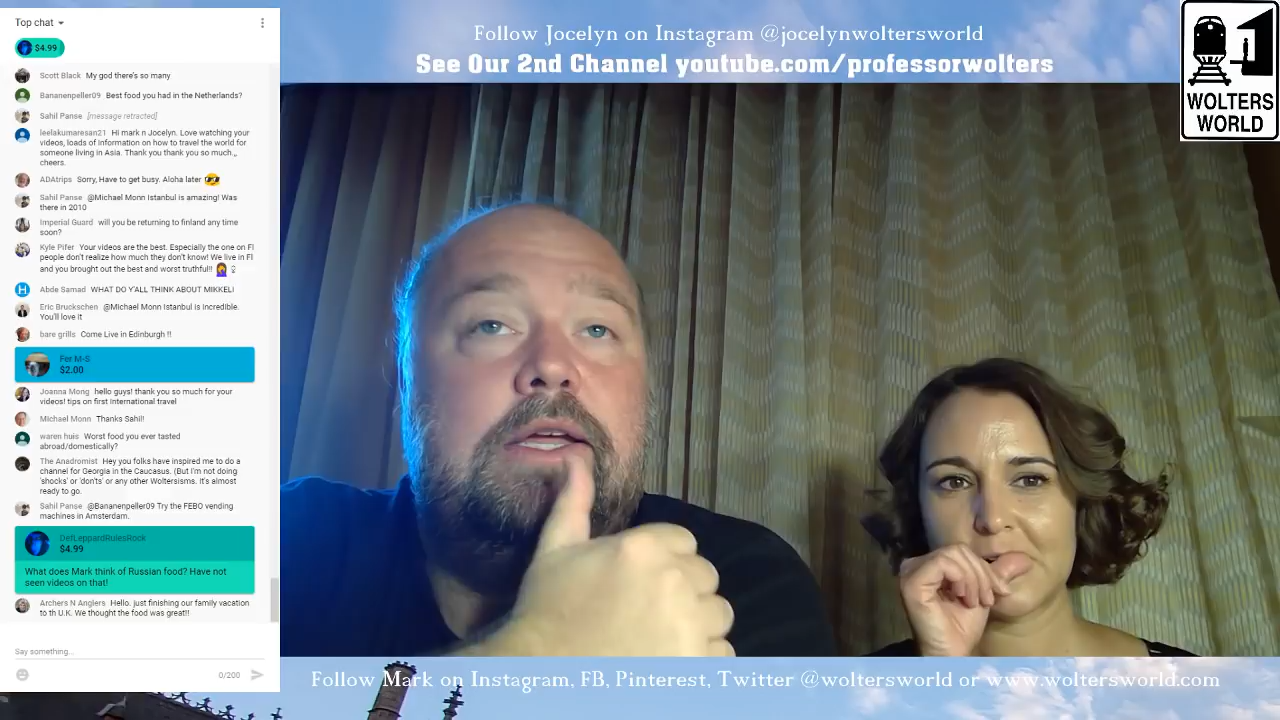 Top chat
$4.99
Scott Black My god there's so many
Bananenpeller09 Best food you had in the Netherlands?
Sahil Panse [message retracted]
leelakumaresan21 Hi mark n Jocelyn. Love watching your
videos, loads of information on how to travel the world for
someone living in Asia. Thank you thank you so much.,,
cheers.
ADAtrips Sorry, Have to get busy. Aloha later
Sahil Panse @Michael Monn Istanbul is amazing! Was
there in 2010
Imperial Guard will you be returning to finland any time
soon?
Kyle Pifer Your videos are the best. Especially the one on Fl
people don't realize how much they don't know! We live in Fl
and you brought out the best and worst truthful!!
Abde Samad WHAT DO Y'ALL THINK ABOUT MIKKELI
Eric Bruckschen @Michael Monn Istanbul is incredible.
You'll love it
bare grills Come Live in Edinburgh !!
Fer M-S
$2.00
Joanna Mong hello guys! thank you so much for your
videos! tips on first International travel
Michael Monn Thanks Sahil!
waren huis Worst food you ever tasted
abroad/domestically?
The Anadromist Hey you folks have inspired me to do a
channel for Georgia in the Caucasus. (But I'm not doing
'shocks' or 'don'ts' or any other Woltersisms. It's almost
ready to go.
Sahil Panse @Bananenpeller09 Try the FEBO vending
machines in Amsterdam.
DefLeppardRulesRock
$4.99
What does Mark think of Russian food? Have not
seen videos on that!
Archers N Anglers Hello. just finishing our family vacation
to th U.K. We thought the food was great!!
Say something...
0/200
Follow Jocelyn on Instagram @jocelynwoltersworld
See Our 2nd Channel youtube.com/professorwolters
WOLTERS
WORLD
Follow Mark on Instagram, FB, Pinterest, Twitter @woltersworld or www.woltersworld.com